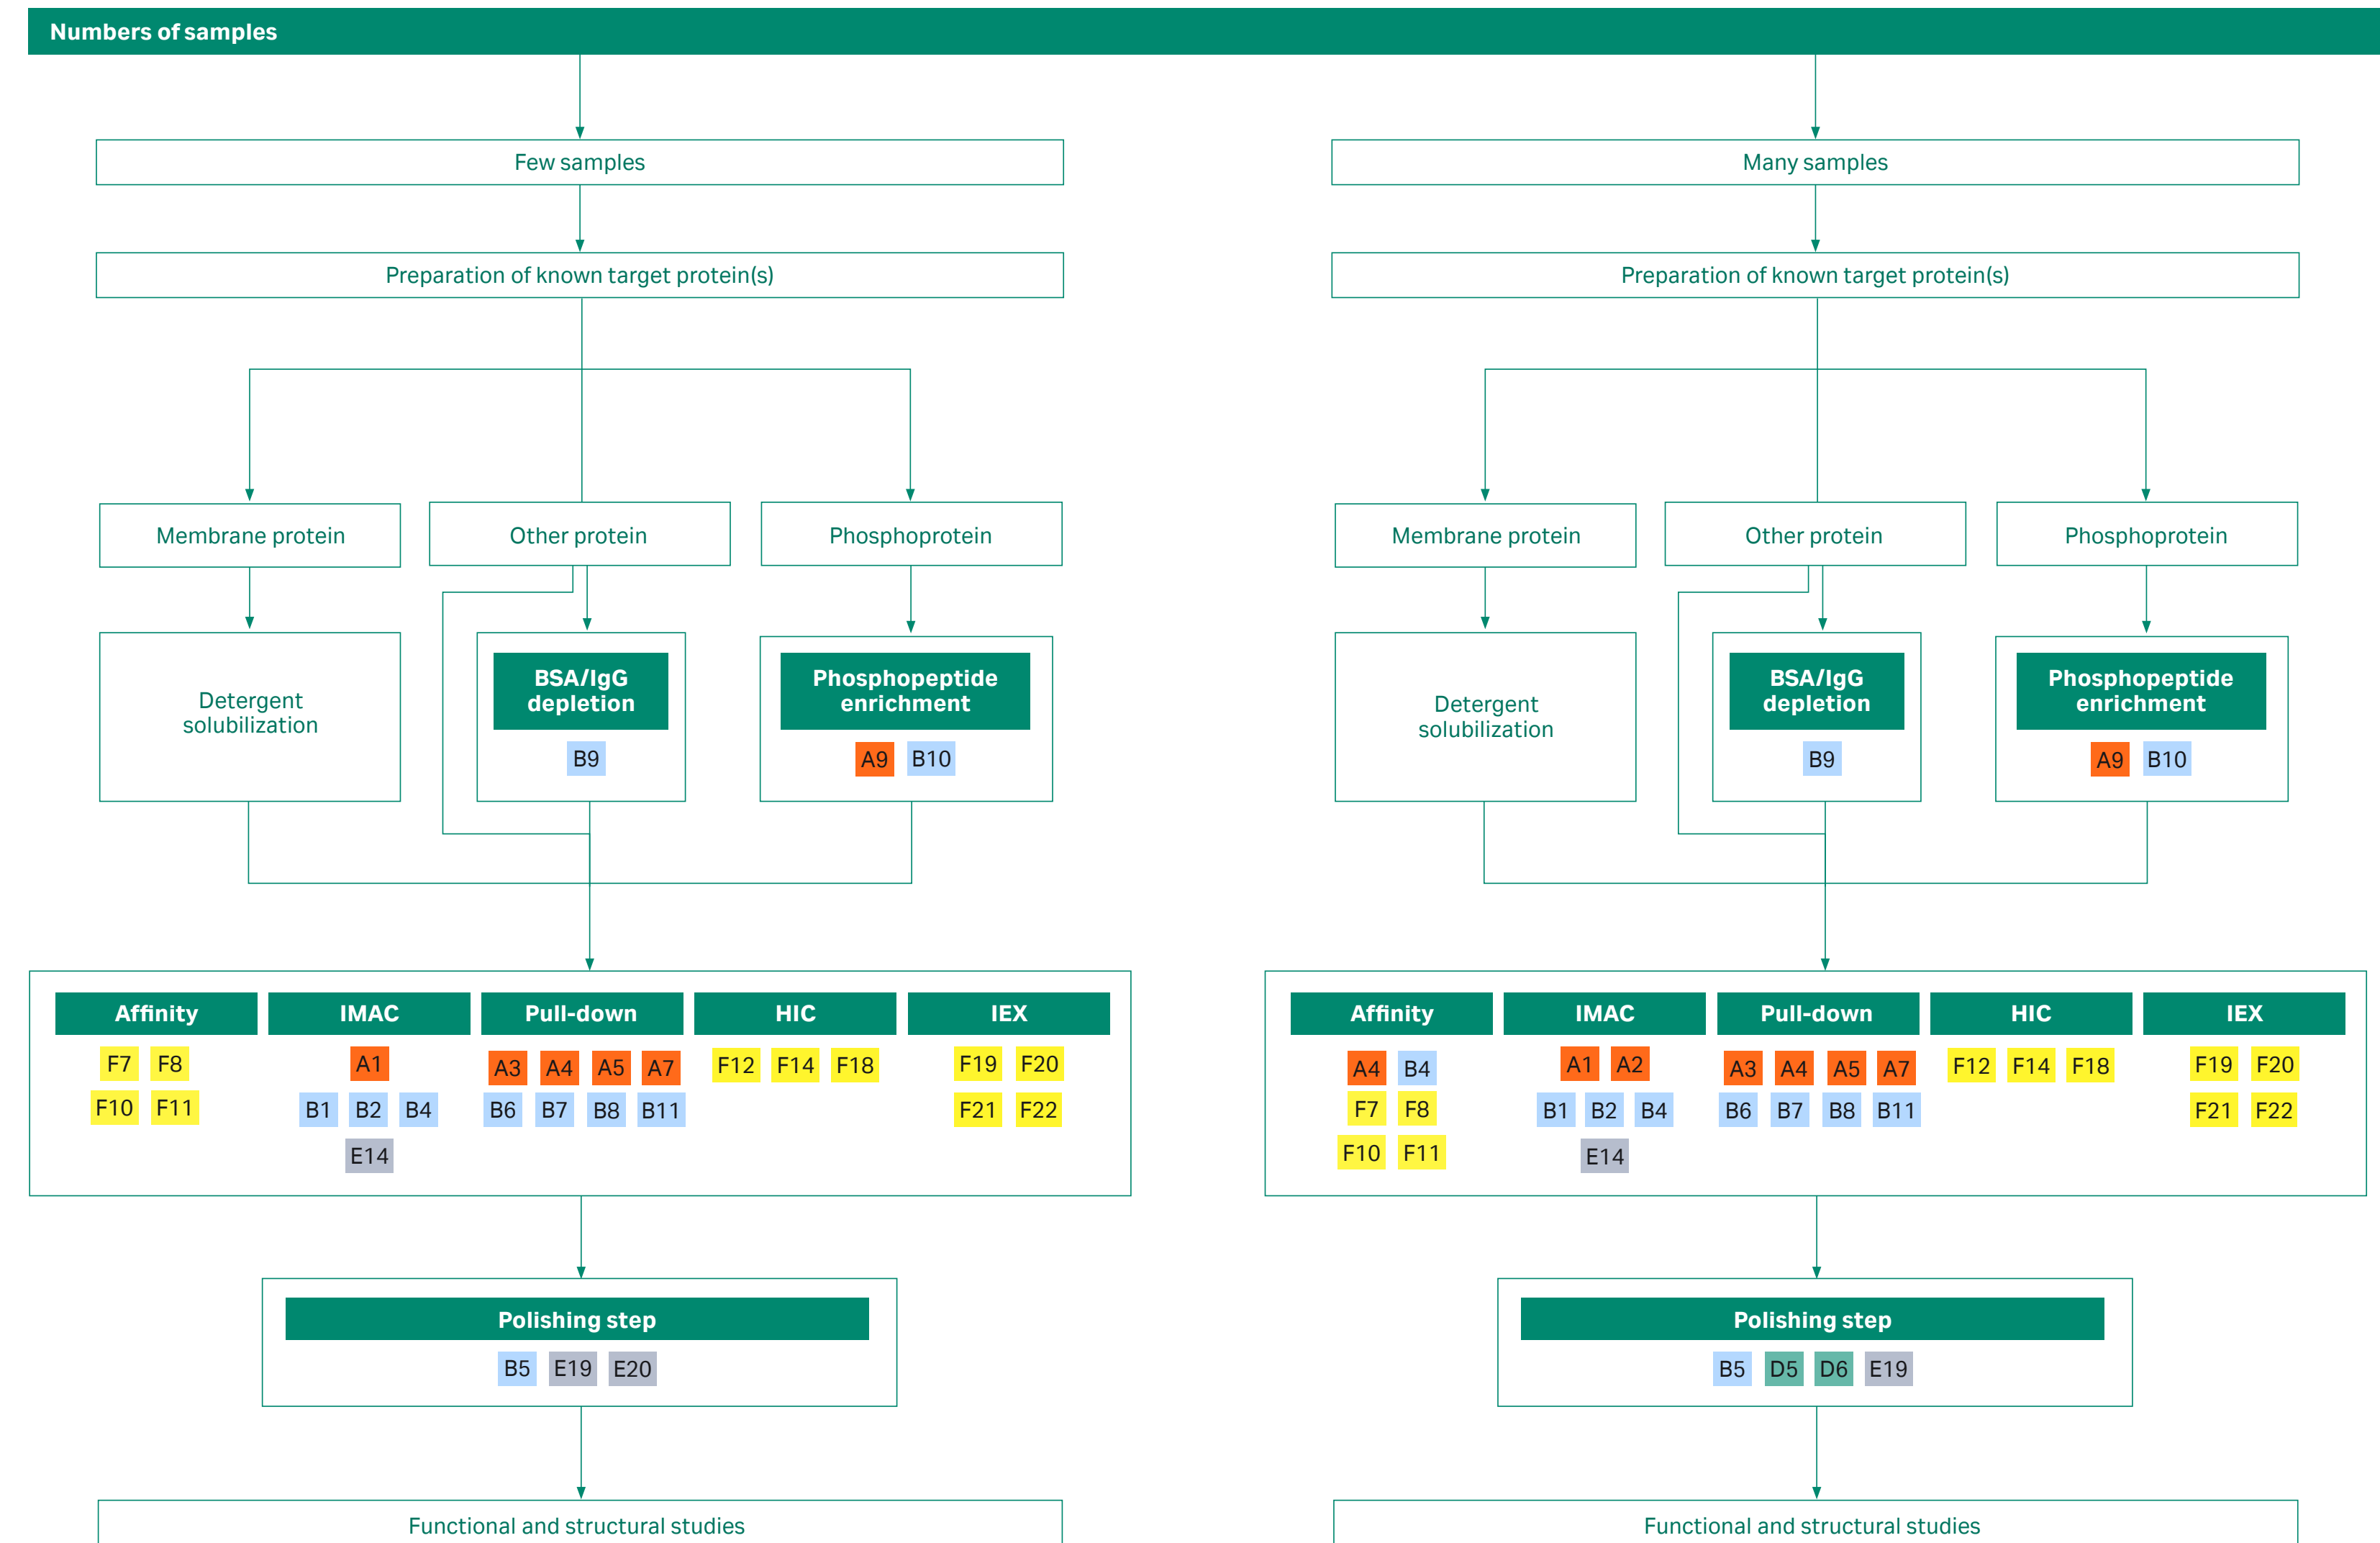 Numbers of samples
Few samples
Preparation of known target protein(s)
Membrane protein
Other protein
Phosphoprotein
Detergent
solubilization
BSA/IgG
depletion
B9
Phosphopeptide
enrichment
A9 B10
Affinity
F7 F8
F10 F11
IMAC
A1
B1 B2 B4
E14
Pull-down
A3 A4 A5 A7
B6 B7 B8 B11
HIC
F12 F14 F18
IEX
F19 F20
F21 F22
Polishing step
B5 E19 E20
Functional and structural studies
Many samples
Preparation of known target protein(s)
Membrane protein
Other protein
Phosphoprotein
Detergent
solubilization
BSA/IgG
depletion
B9
Phosphopeptide
enrichment
A9 B10
Affinity
A4 B4
F7 F8
F10 F11
IMAC
A1 A2
B1 B2 B4
E14
Pull-down
A3 A4 A5 A7
B6 B7 B8 B11
HIC
F12 F14 F18
IEX
F19 F20
F21 F22
Polishing step
B5 D5 D6 E19
Functional and structural studies